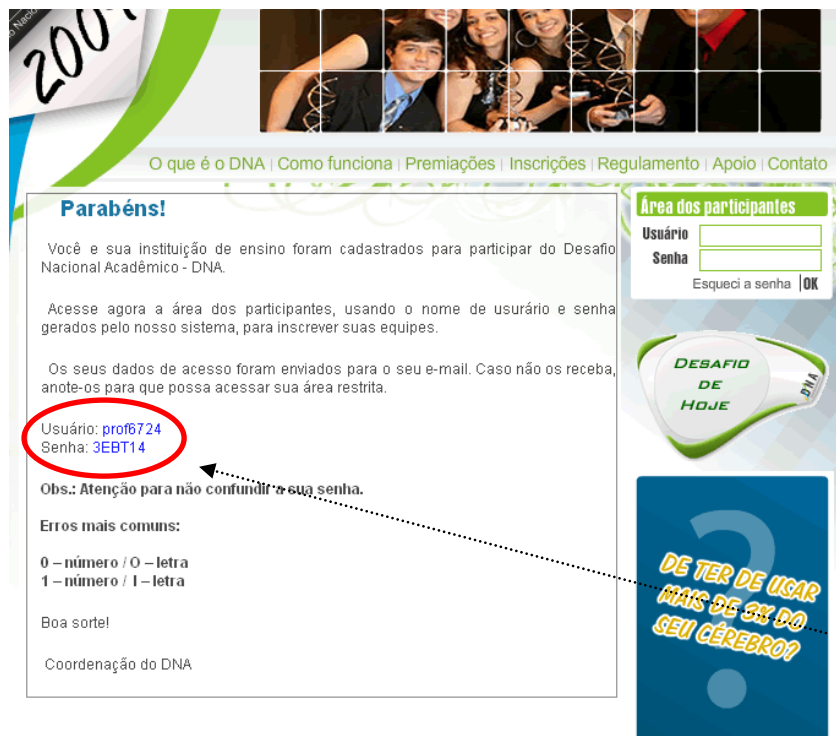 2009
O que é o DNA | Como funciona | Premiações | Inscrições | Regulamento | Apoio | Contato
Parabéns!
Você e sua instituição de ensino foram cadastrados para participar do Desafio
Nacional Acadêmico - DNA.
Acesse agora a área dos participantes, usando o nome de usurário e senha
gerados pelo nosso sistema, para inscrever suas equipes.
Os seus dados de acesso foram enviados para o seu e-mail. Caso não os receba,
anote-os para que possa acessar sua área restrita.
Usuário: prof6724
Senha: 3EBT14
Obs.: Atenção para não confundir a sua senha.
Erros mais comuns:
0 – número / O – letra
1 – número / I – letra
Boa sorte!
Coordenação do DNA
Área dos participantes
Usuário
Senha
Esqueci a senha | OK
DESAFIO
DE
HOJE
DNA
?
DE TER DE USAR
MAIS DE 3% DO
SEU CÉREBRO?